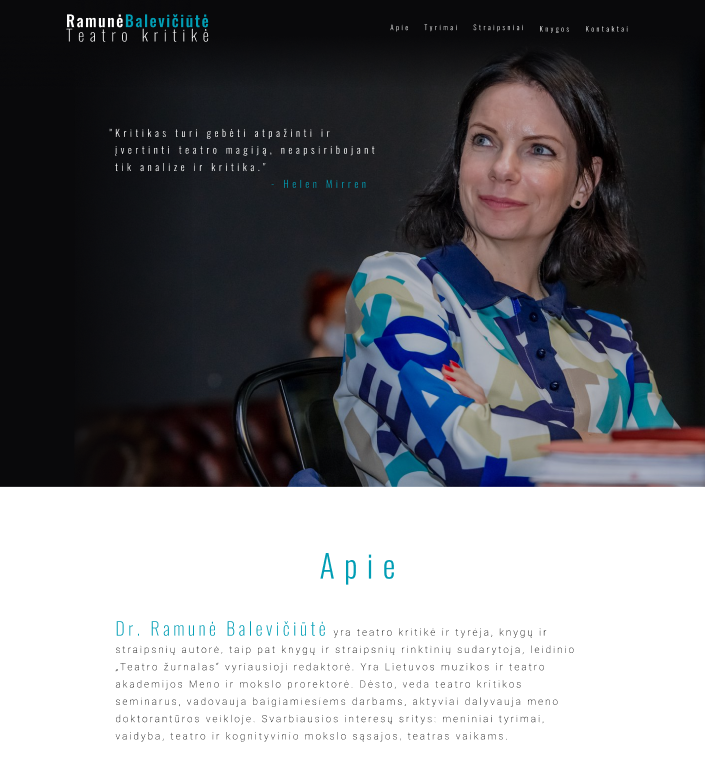 RamunėBalevičiūtė
Teatro kritikė
Apie Tyrimai Straipsniai Knygos Kontaktai
"Kritikas turi gebėti atpažinti ir
įvertinti teatro magiją, neapsiribojant
tik analize ir kritika."
- Helen Mirren
Apie
Dr. Ramunė Balevičiūtė yra teatro kritikė ir tyrėja, knygų ir
straipsnių autorė, taip pat knygų ir straipsnių rinktinių sudarytoja, leidinio
„Teatro žurnalas“ vyriausioji redaktorė. Yra Lietuvos muzikos ir teatro
akademijos Meno ir mokslo prorektorė. Dėsto, veda teatro kritikos
seminarus, vadovauja baigiamiesiems darbams, aktyviai dalyvauja meno
doktorantūros veikloje. Svarbiausios interesų sritys: meniniai tyrimai,
vaidyba, teatro ir kognityvinio mokslo sąsajos, teatras vaikams.